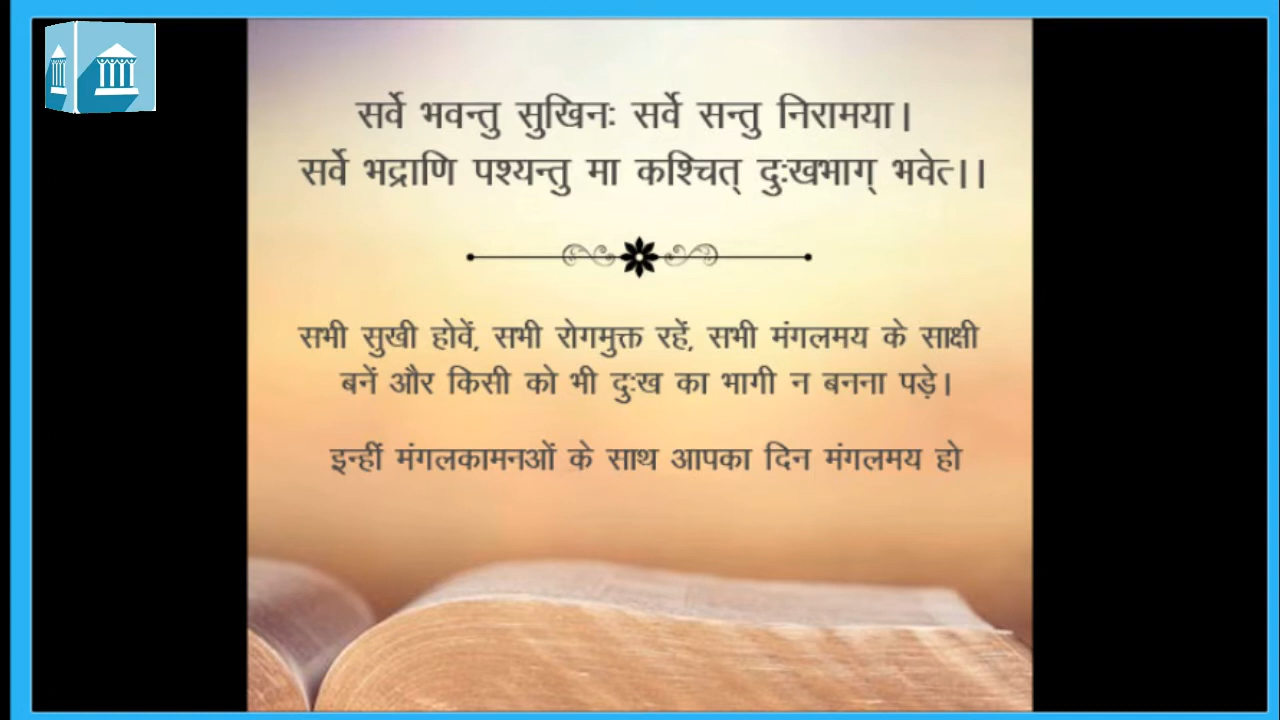 सर्वे भवन्तु सुखिनः सर्वे सन्तु निरामया।
सर्वे भद्राणि पश्यन्तु मा कश्चित् दुःखभाग् भवेत।।
सभी सुखी होवें, सभी रोगमुक्त रहें, सभी मंगलमय के साक्षी
बनें और किसी को भी दुःख का भागी न बनना पड़े।
इन्हीं मंगलकामनओं के साथ आपका दिन मंगलमय हो